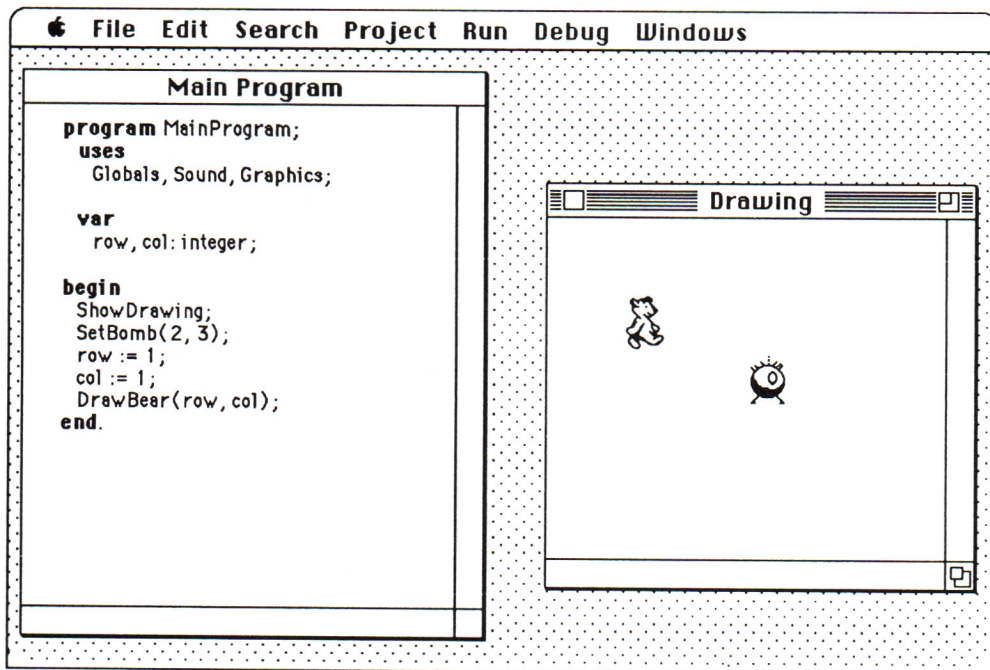 File Edit Search Project Run Debug Windows
Main Program
program MainProgram;
uses
Globals, Sound, Graphics;
var
row, col: integer;
begin
ShowDrawing;
SetBomb(2, 3);
row := 1;
col := 1;
DrawBear(row, col);
end.
Drawing